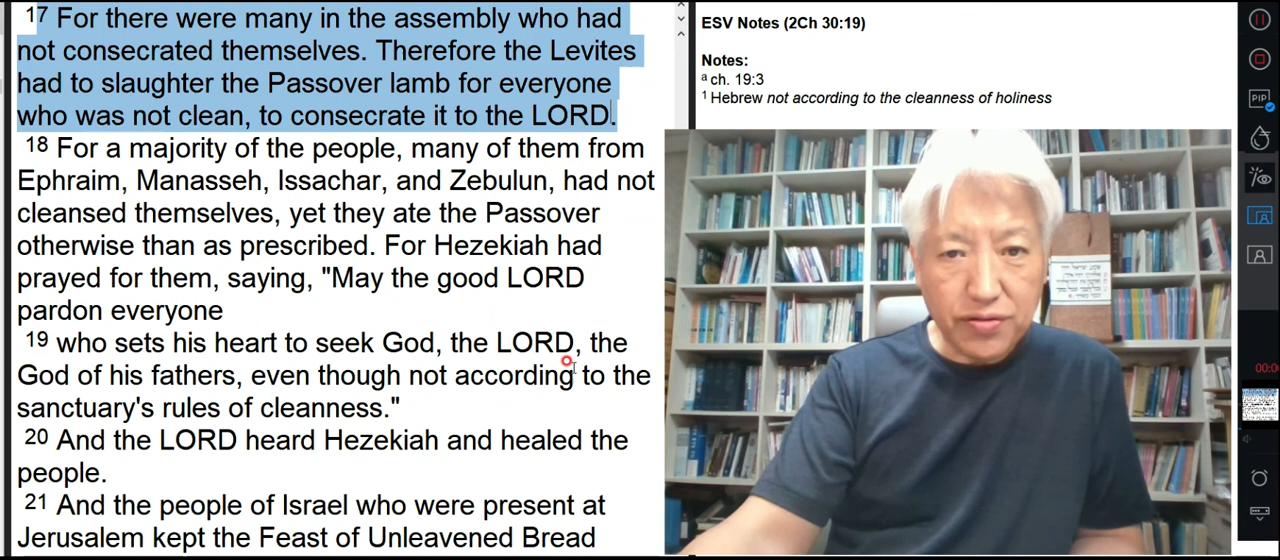 17 For there were many in the assembly who had
not consecrated themselves. Therefore the Levites
had to slaughter the Passover lamb for everyone
who was not clean, to consecrate it to the LORD.
18 For a majority of the people, many of them from
Ephraim, Manasseh, Issachar, and Zebulun, had not
cleansed themselves, yet they ate the Passover
otherwise than as prescribed. For Hezekiah had
prayed for them, saying, "May the good LORD
pardon everyone
19 who sets his heart to seek God, the LORD, the
God of his fathers, even though not according to the
sanctuary's rules of cleanness."
20 And the LORD heard Hezekiah and healed the
people.
21 And the people of Israel who were present at
Jerusalem kept the Feast of Unleavened Bread
ESV Notes (2Ch 30:19)
Notes:
a ch. 19:3
1 Hebrew not according to the cleanness of holiness
PIP